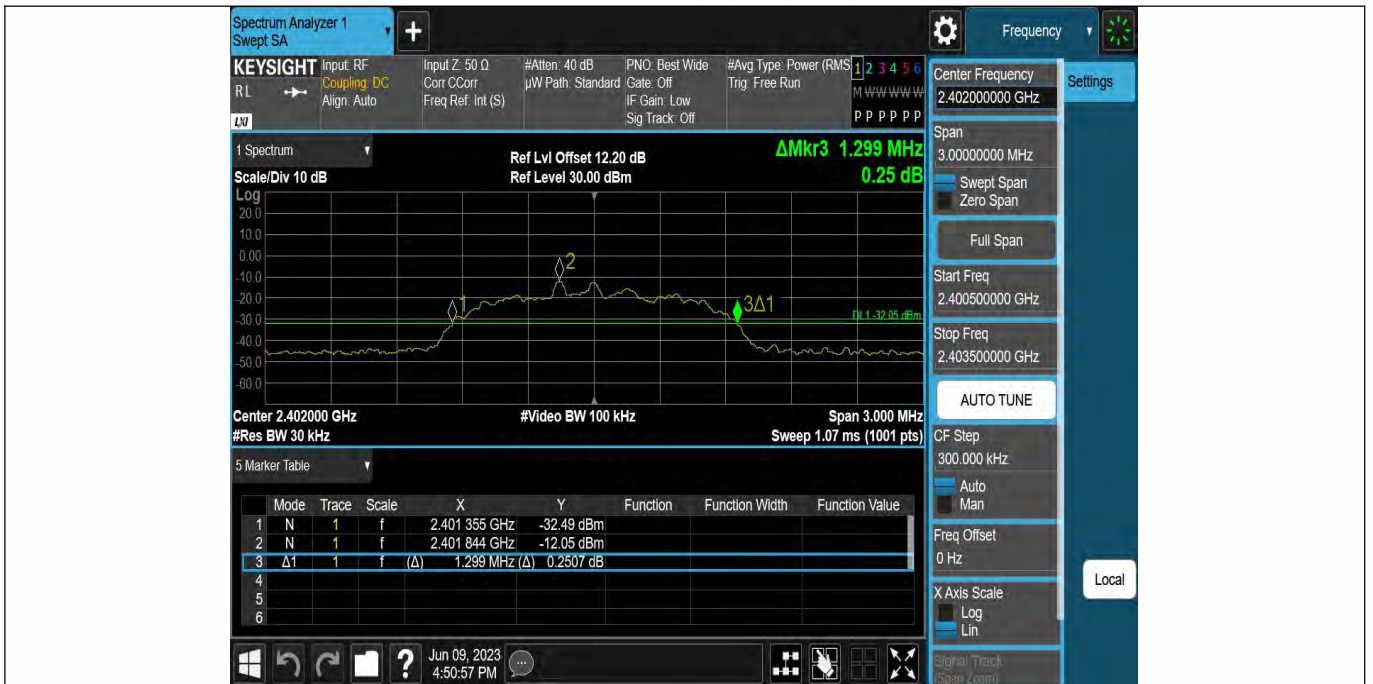 Spectrum Analyzer 1
Swept SA
+
Frequency
KEYSIGHT
RL
LXI
Input: RF
Coupling: DC
Align: Auto
Input Z: 50 Ω
Corr CCorr
Freq Ref: Int (S)
#Atten: 40 dB
µW Path: Standard
PNO: Best Wide
Gate: Off
IF Gain: Low
Sig Track: Off
#Avg Type: Power (RMS
Trig: Free Run
1 2 3 4 5 6
M W W W W W
P P P P P P
Center Frequency
2.402000000 GHz
Settings
Span
3.00000000 MHz
Swept Span
Zero Span
Full Span
Start Freq
2.400500000 GHz
Stop Freq
2.403500000 GHz
AUTO TUNE
CF Step
300.000 kHz
Auto
Man
Freq Offset
0 Hz
X Axis Scale
Log
Lin
Signal Track
(Span Zoom)
Local
1 Spectrum
Scale/Div 10 dB
Ref Lvl Offset 12.20 dB
Ref Level 30.00 dBm
ΔMkr3 1.299 MHz
0.25 dB
Log
20.0
10.0
0.00
-10.0
-20.0
-30.0
-40.0
-50.0
-60.0
1
2
3Δ1
DL1 -32.05 dBm
Center 2.402000 GHz
#Video BW 100 kHz
Span 3.000 MHz
#Res BW 30 kHz
Sweep 1.07 ms (1001 pts)
5 Marker Table
Mode Trace Scale X Y Function Function Width Function Value
1 N 1 f 2.401 355 GHz -32.49 dBm
2 N 1 f 2.401 844 GHz -12.05 dBm
3 Δ1 1 f (Δ) 1.299 MHz (Δ) 0.2507 dB
4
5
6
?
Jun 09, 2023
4:50:57 PM